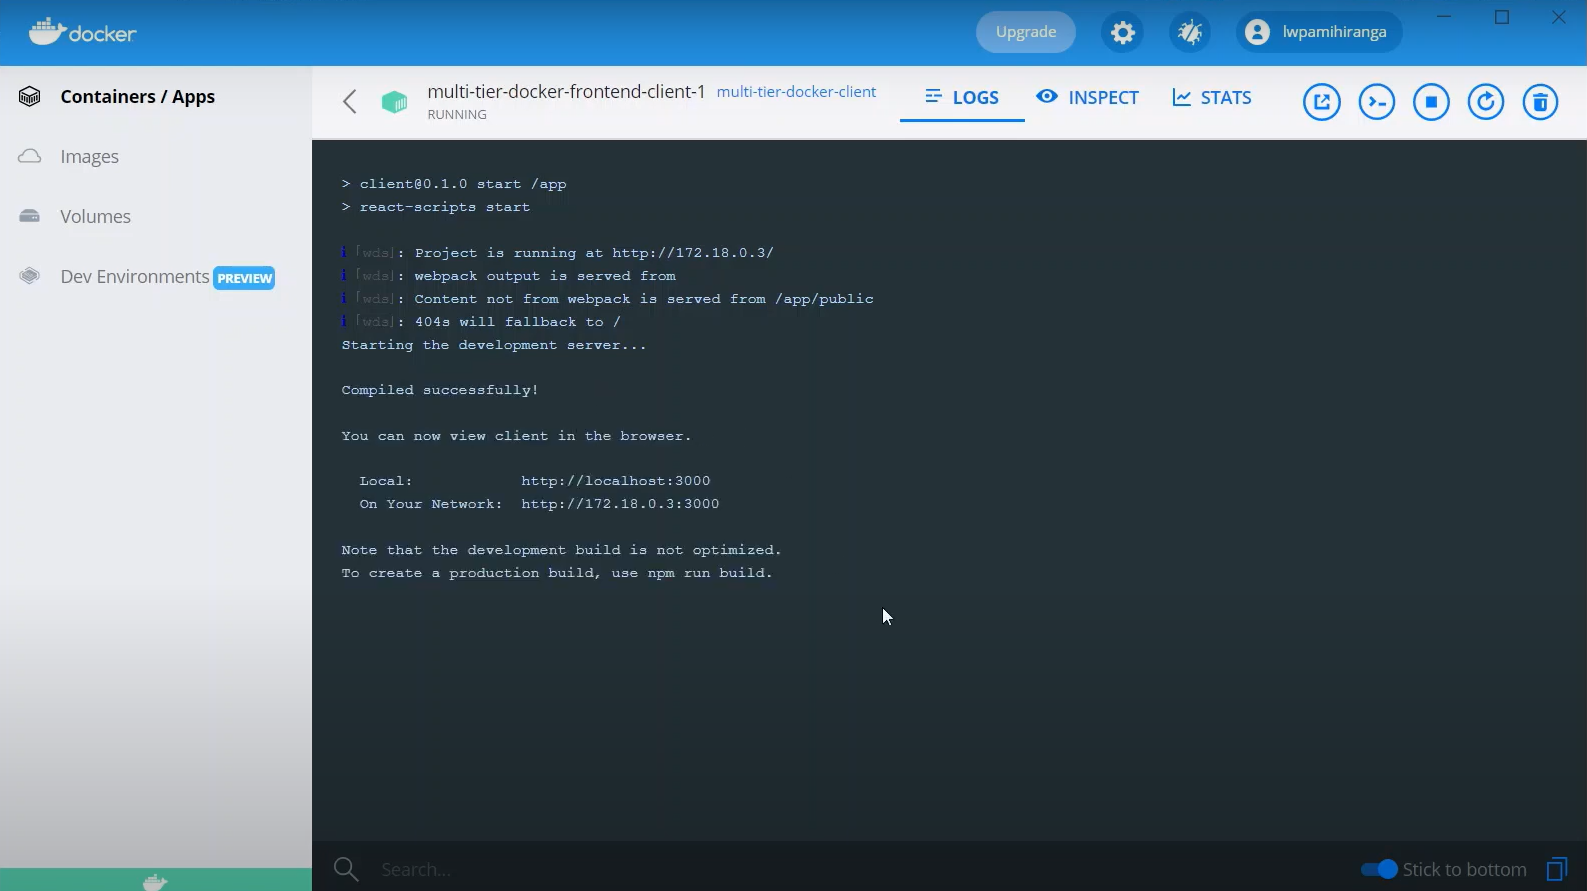 docker
Upgrade
lwpamihiranga
Containers / Apps
Images
Volumes
Dev Environments PREVIEW
multi-tier-docker-frontend-client-1 multi-tier-docker-client
RUNNING
LOGS
INSPECT
STATS
> client@0.1.0 start /app
> react-scripts start
i 「wds」: Project is running at http://172.18.0.3/
i 「wds」: webpack output is served from
i 「wds」: Content not from webpack is served from /app/public
i 「wds」: 404s will fallback to /
Starting the development server...
Compiled successfully!
You can now view client in the browser.
Local: http://localhost:3000
On Your Network: http://172.18.0.3:3000
Note that the development build is not optimized.
To create a production build, use npm run build.
Search...
Stick to bottom